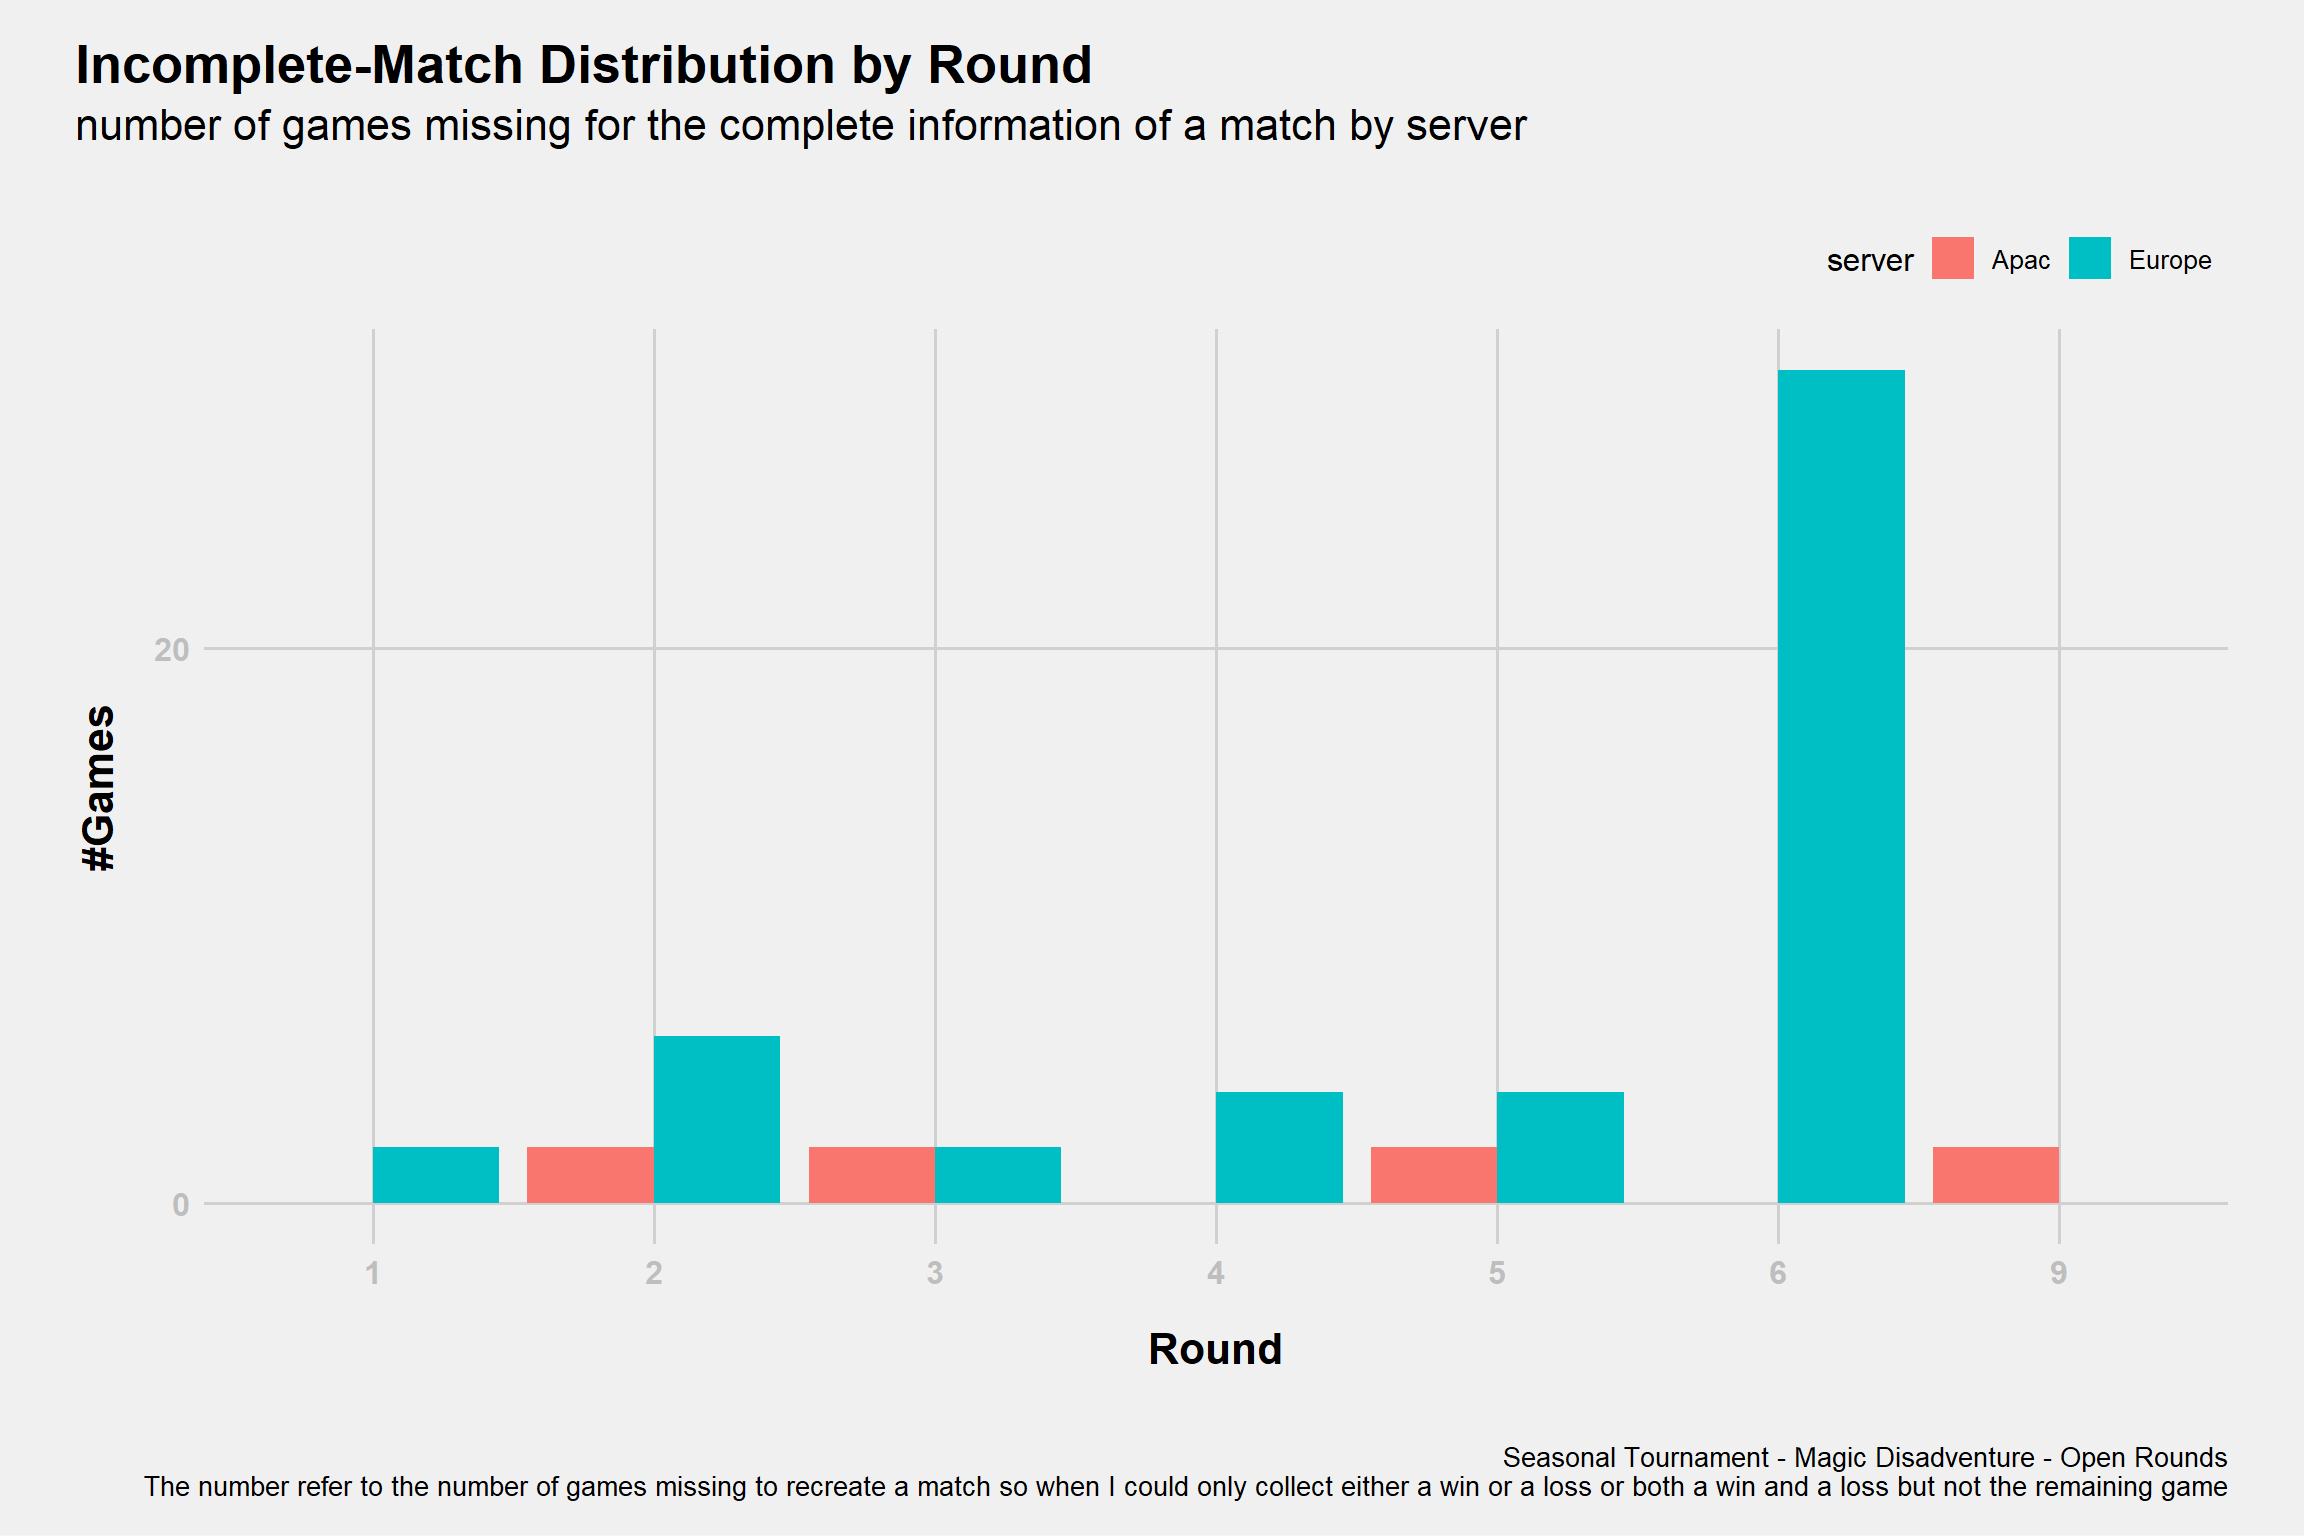 Incomplete-Match Distribution by Round
number of games missing for the complete information of a match by server
server Apac Europe
20
#Games
0
1 2 3 4 5 6 9
Round
Seasonal Tournament - Magic Disadventure - Open Rounds
The number refer to the number of games missing to recreate a match so when I could only collect either a win or a loss or both a win and a loss but not the remaining game